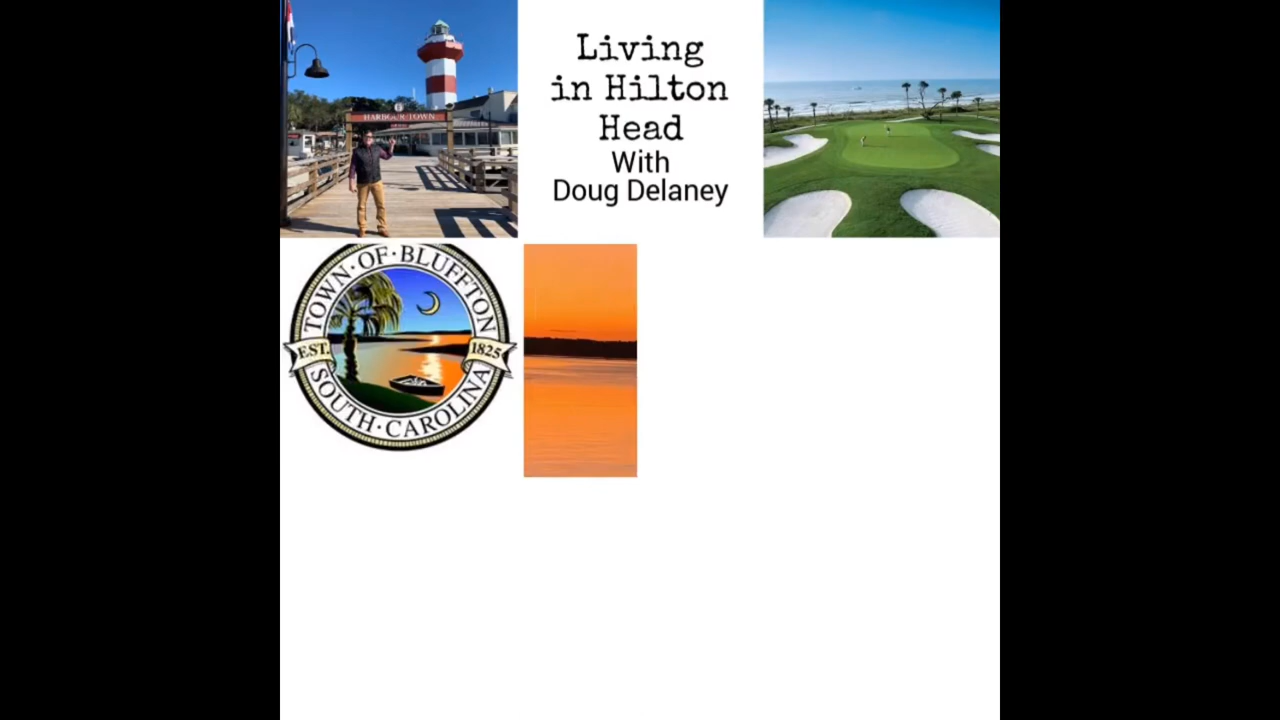 HARBOUR TOWN
Living
in Hilton
Head
With
Doug Delaney
TOWN·OF·BLUFFTON
EST. 1825
SOUTH·CAROLINA